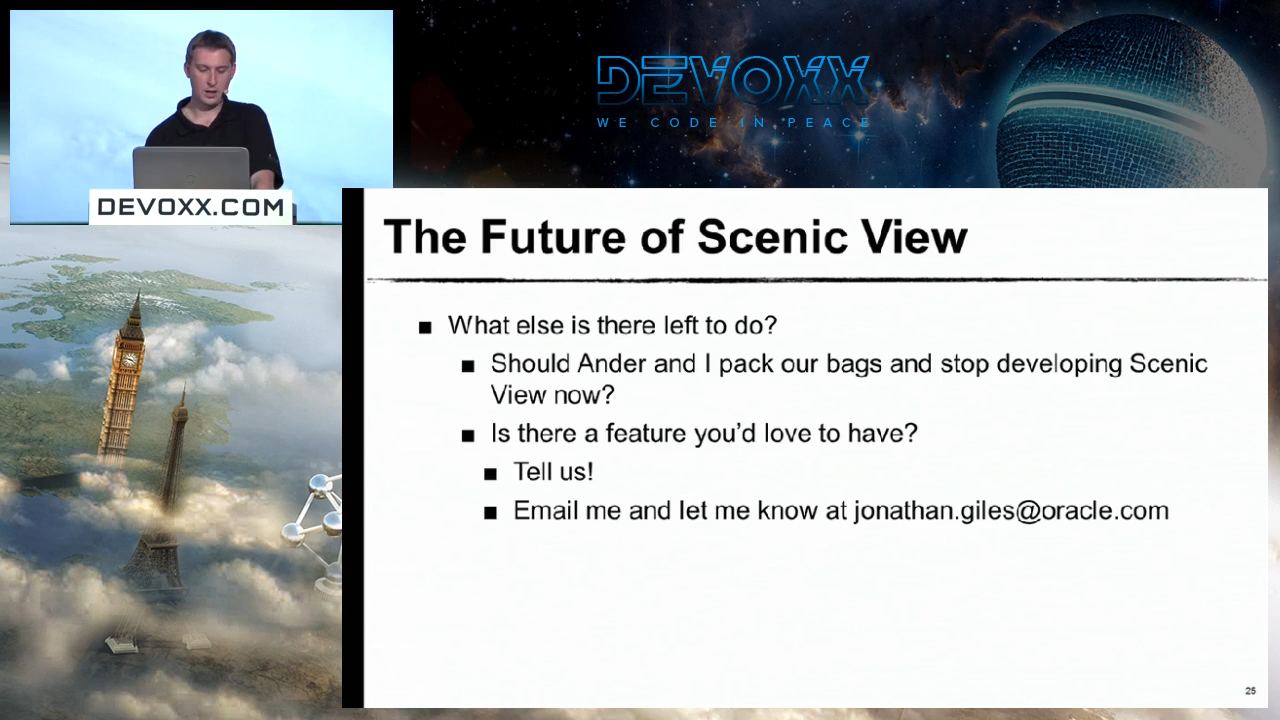 DEVOXX
WE CODE IN PEACE
DEVOXX.COM
The Future of Scenic View
■ What else is there left to do?
■ Should Ander and I pack our bags and stop developing Scenic
View now?
■ Is there a feature you'd love to have?
■ Tell us!
■ Email me and let me know at jonathan.giles@oracle.com
25